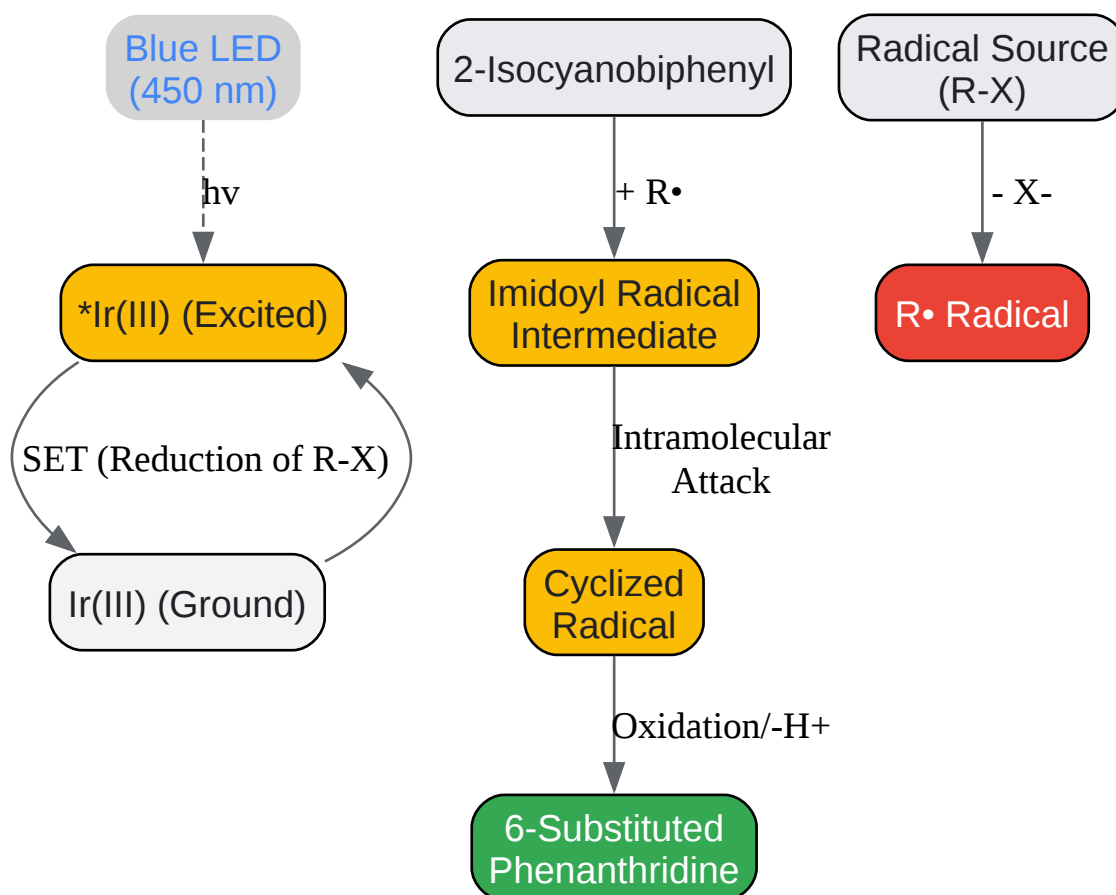 Blue LED
(450 nm)
2-Isocyanobiphenyl
Radical Source
(R-X)
hv
+ R•
- X-
*Ir(III) (Excited)
Imidoyl Radical
Intermediate
R• Radical
SET (Reduction of R-X)
Intramolecular
Attack
Ir(III) (Ground)
Cyclized
Radical
Oxidation/-H+
6-Substituted
Phenanthridine